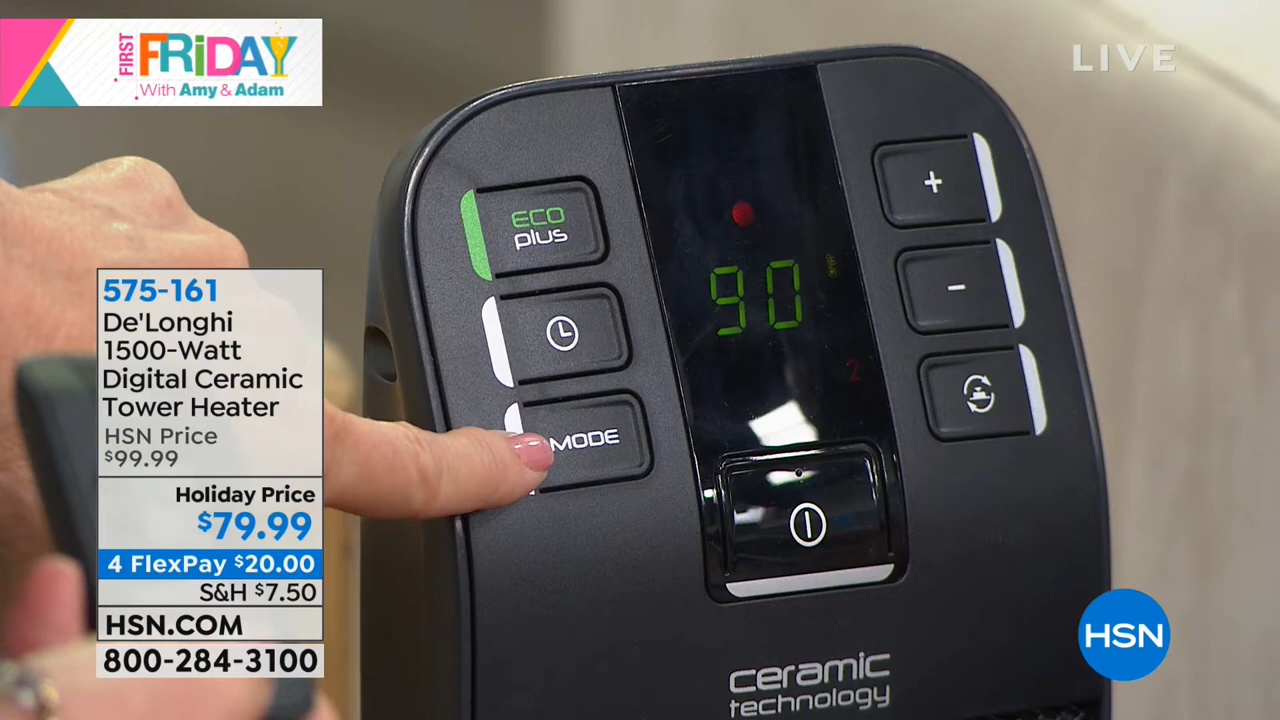 FIRST
FRiDAY
With Amy & Adam
LIVE
575-161
De'Longhi
1500-Watt
Digital Ceramic
Tower Heater
HSN Price
$99.99
Holiday Price
$79.99
4 FlexPay $20.00
S&H $7.50
HSN.COM
800-284-3100
ECO
plus
MODE
90
°F
2
+
-
ceramic
technology
HSN